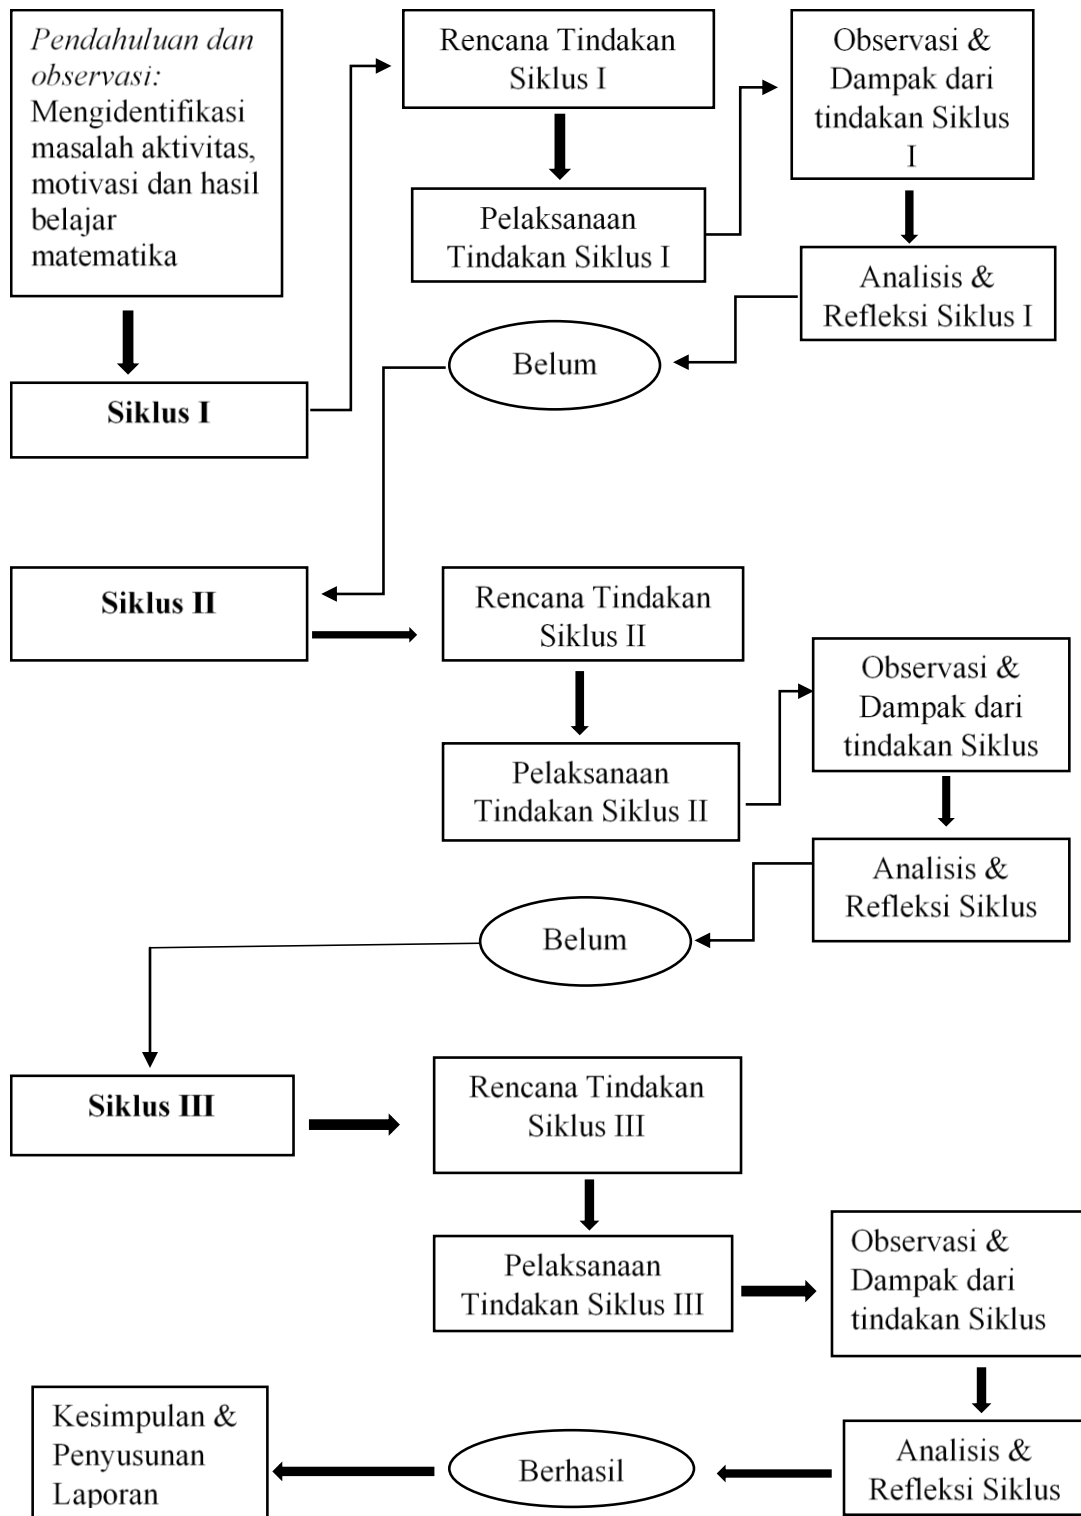 Pendahuluan dan
observasi:
Mengidentifikasi
masalah aktivitas,
motivasi dan hasil
belajar
matematika
Siklus I
Rencana Tindakan
Siklus I
Pelaksanaan
Tindakan Siklus I
Observasi &
Dampak dari
tindakan Siklus
I
Analisis &
Refleksi Siklus I
Belum
Siklus II
Rencana Tindakan
Siklus II
Pelaksanaan
Tindakan Siklus II
Observasi &
Dampak dari
tindakan Siklus
Analisis &
Refleksi Siklus
Belum
Siklus III
Rencana Tindakan
Siklus III
Pelaksanaan
Tindakan Siklus III
Observasi &
Dampak dari
tindakan Siklus
Analisis &
Refleksi Siklus
Berhasil
Kesimpulan &
Penyusunan
Laporan